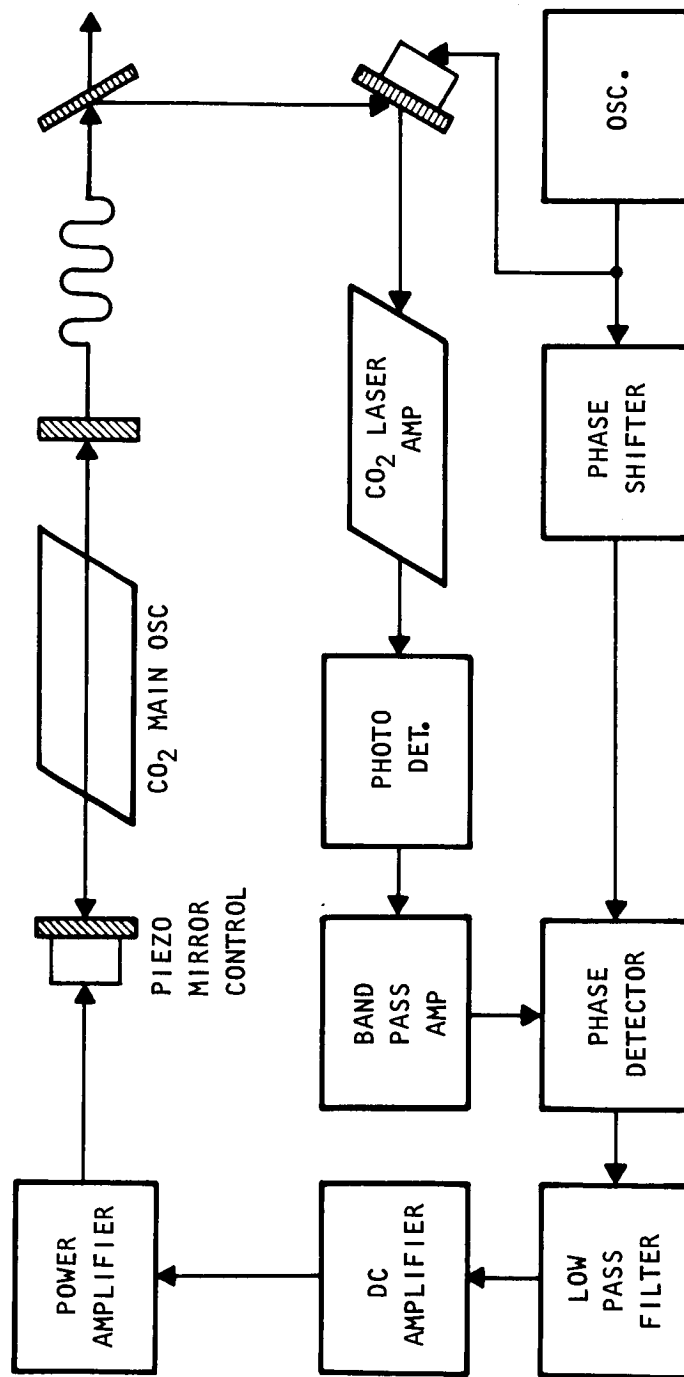 POWER
AMPLIFIER
PIEZO
MIRROR
CONTROL
CO₂ MAIN OSC
DC
AMPLIFIER
BAND
PASS
AMP
PHOTO
DET.
CO₂ LASER
AMP
LOW
PASS
FILTER
PHASE
DETECTOR
PHASE
SHIFTER
OSC.